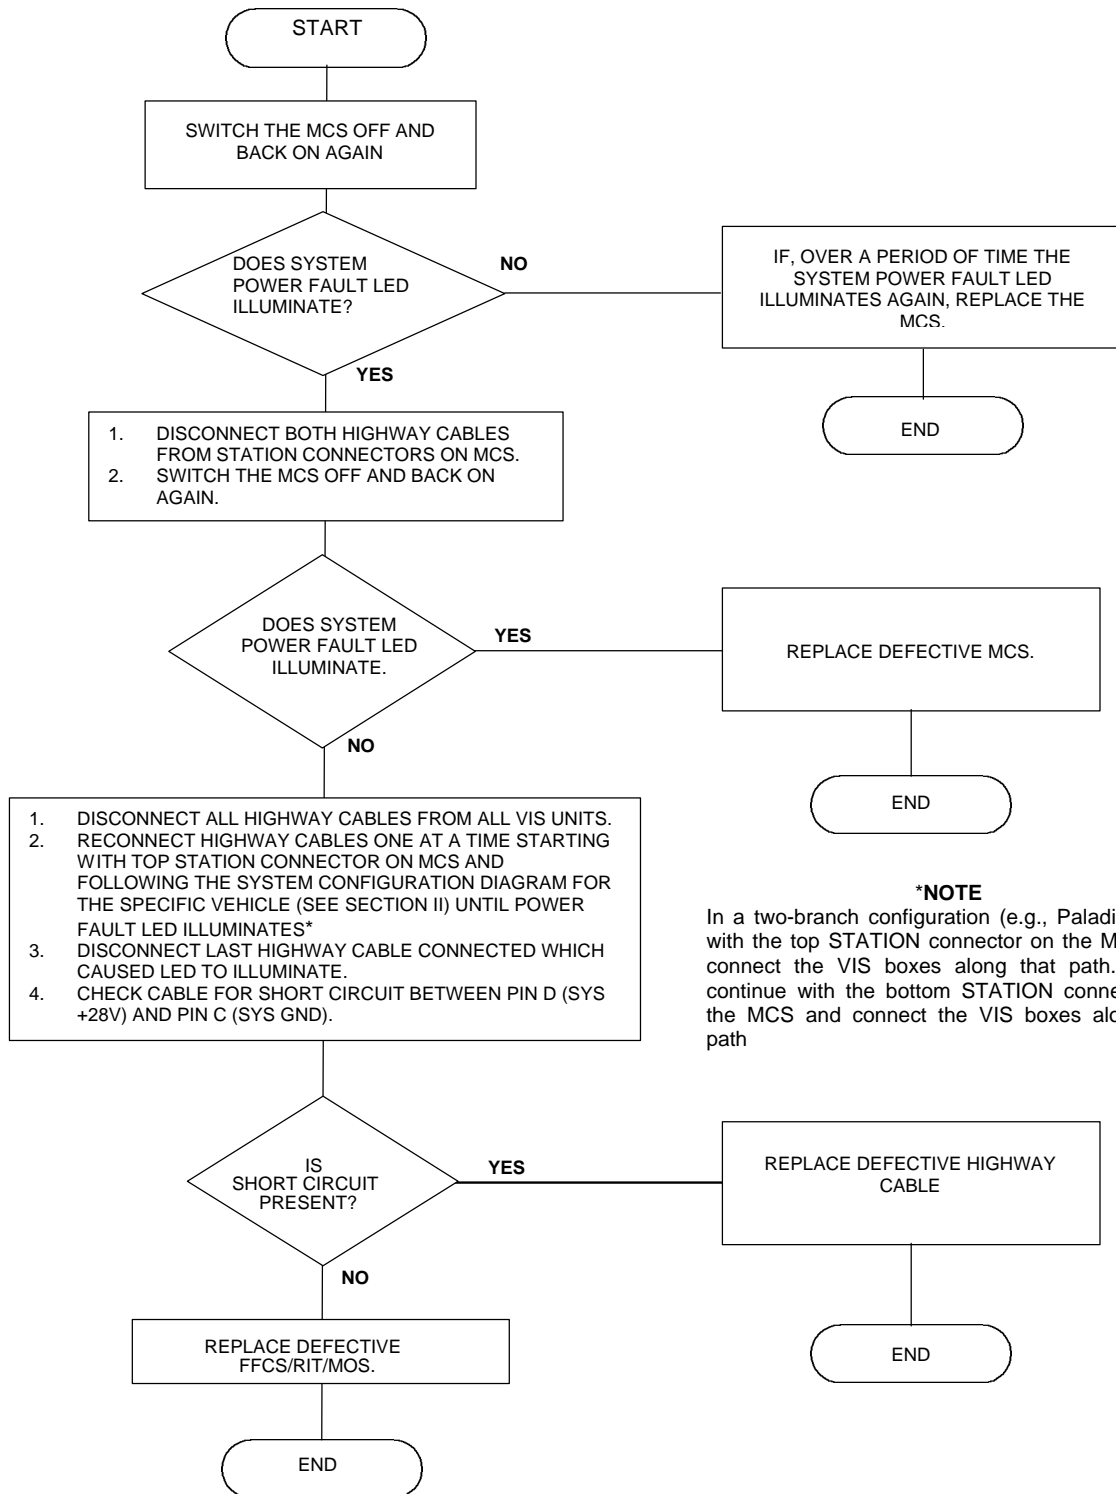 START
SWITCH THE MCS OFF AND
BACK ON AGAIN
DOES SYSTEM
POWER FAULT LED
ILLUMINATE?
NO
IF, OVER A PERIOD OF TIME THE
SYSTEM POWER FAULT LED
ILLUMINATES AGAIN, REPLACE THE
MCS.
END
YES
1. DISCONNECT BOTH HIGHWAY CABLES
FROM STATION CONNECTORS ON MCS.
2. SWITCH THE MCS OFF AND BACK ON
AGAIN.
DOES SYSTEM
POWER FAULT LED
ILLUMINATE.
YES
REPLACE DEFECTIVE MCS.
END
NO
1. DISCONNECT ALL HIGHWAY CABLES FROM ALL VIS UNITS.
2. RECONNECT HIGHWAY CABLES ONE AT A TIME STARTING
WITH TOP STATION CONNECTOR ON MCS AND
FOLLOWING THE SYSTEM CONFIGURATION DIAGRAM FOR
THE SPECIFIC VEHICLE (SEE SECTION II) UNTIL POWER
FAULT LED ILLUMINATES*
3. DISCONNECT LAST HIGHWAY CABLE CONNECTED WHICH
CAUSED LED TO ILLUMINATE.
4. CHECK CABLE FOR SHORT CIRCUIT BETWEEN PIN D (SYS
+28V) AND PIN C (SYS GND).
*NOTE
In a two-branch configuration (e.g., Paladi
with the top STATION connector on the M
connect the VIS boxes along that path.
continue with the bottom STATION conne
the MCS and connect the VIS boxes alo
path
IS
SHORT CIRCUIT
PRESENT?
YES
REPLACE DEFECTIVE HIGHWAY
CABLE
END
NO
REPLACE DEFECTIVE
FFCS/RIT/MOS.
END